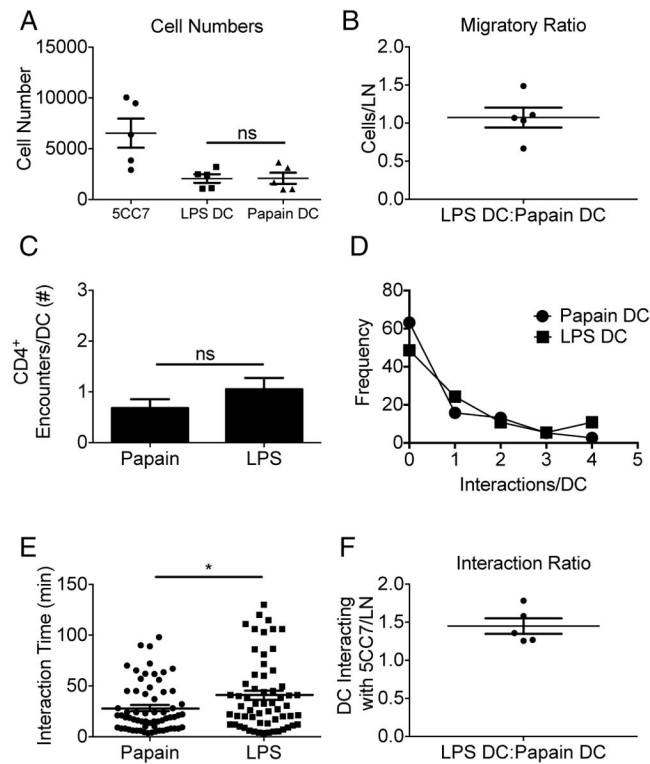 A
Cell Numbers
Cell Number
15000
10000
5000
0
ns
5CC7
LPS DC
Papain DC
B
Migratory Ratio
Cells/LN
2.0
1.5
1.0
0.5
0.0
LPS DC:Papain DC
C
CD4+
Encounters/DC (#)
3
2
1
0
ns
Papain
LPS
D
Frequency
80
60
40
20
0
Papain DC
LPS DC
0
1
2
3
4
5
Interactions/DC
E
Interaction Time (min)
150
100
50
0
*
Papain
LPS
F
Interaction Ratio
DC Interacting
with 5CC7/LN
2.0
1.5
1.0
0.5
0.0
LPS DC:Papain DC